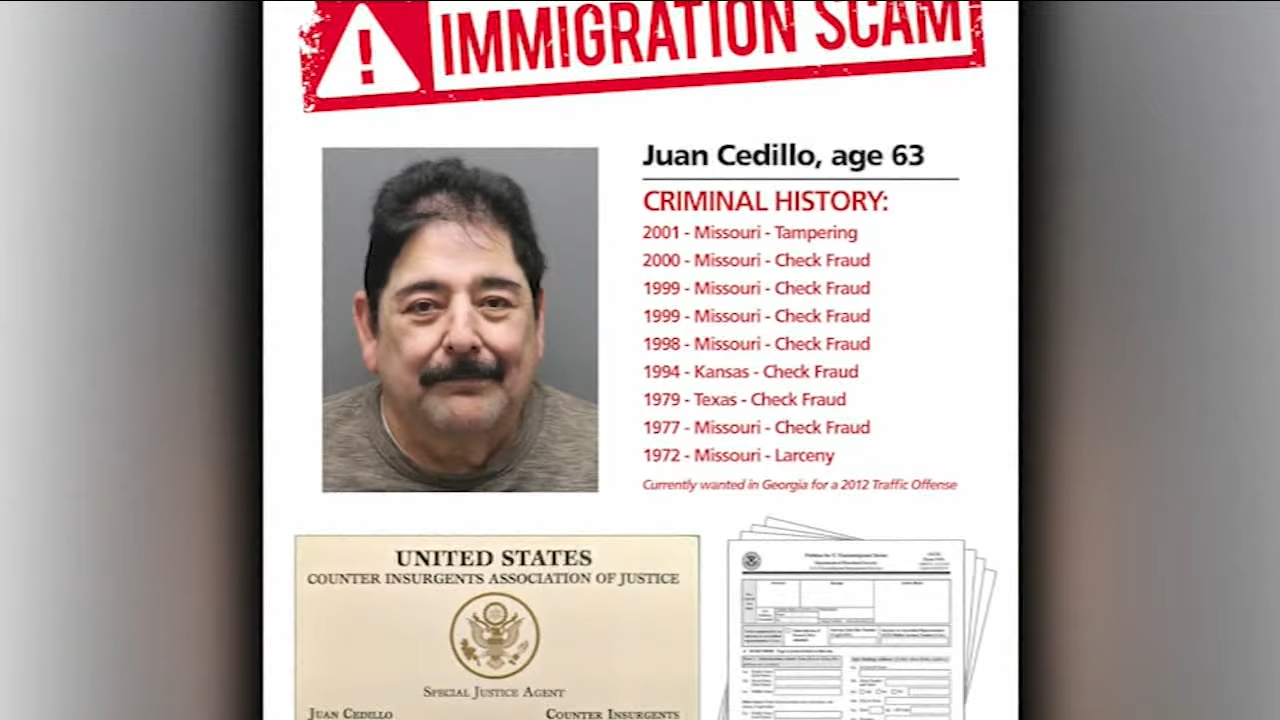 IMMIGRATION SCAM
Juan Cedillo, age 63
CRIMINAL HISTORY:
2001 - Missouri - Tampering
2000 - Missouri - Check Fraud
1999 - Missouri - Check Fraud
1999 - Missouri - Check Fraud
1998 - Missouri - Check Fraud
1994 - Kansas - Check Fraud
1979 - Texas - Check Fraud
1977 - Missouri - Check Fraud
1972 - Missouri - Larceny
Currently wanted in Georgia for a 2012 Traffic Offense
UNITED STATES
COUNTER INSURGENTS ASSOCIATION OF JUSTICE
SPECIAL JUSTICE AGENT
JUAN CEDILLO
COUNTER INSURGENTS